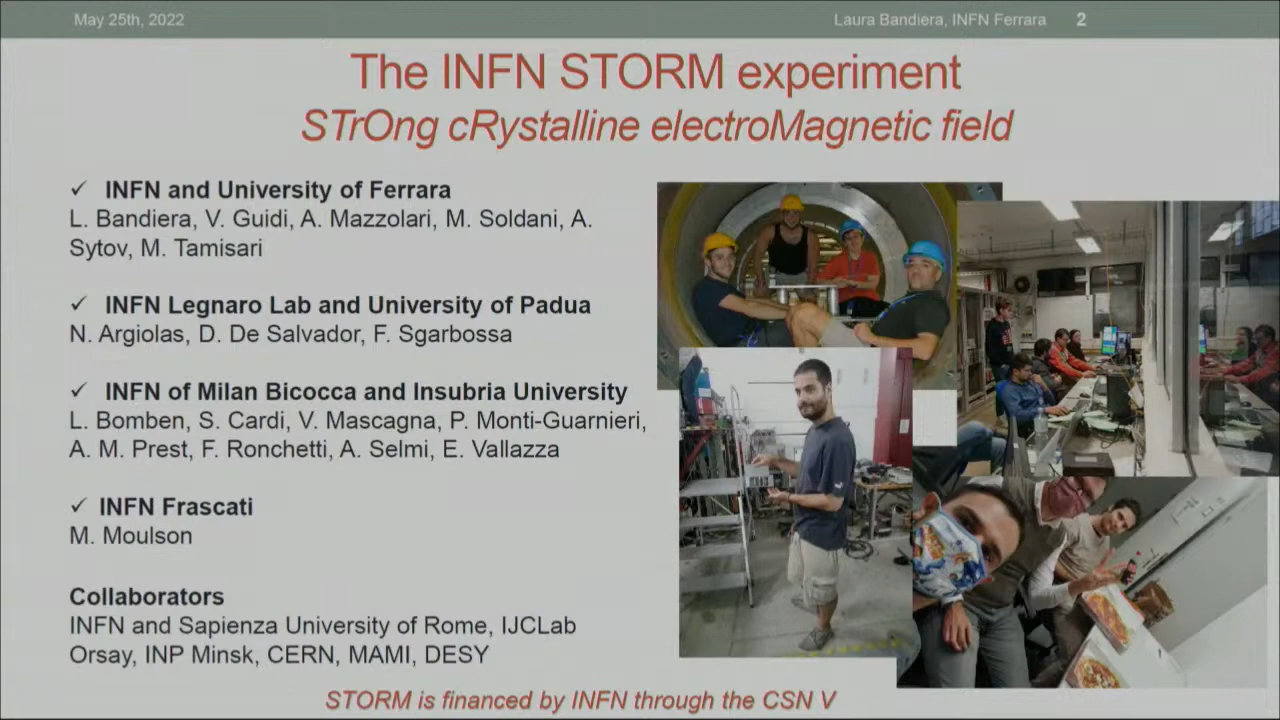 May 25th, 2022
Laura Bandiera, INFN Ferrara 2
The INFN STORM experiment
STrOng cRystalline electroMagnetic field
✓ INFN and University of Ferrara
L. Bandiera, V. Guidi, A. Mazzolari, M. Soldani, A.
Sytov, M. Tamisari
✓ INFN Legnaro Lab and University of Padua
N. Argiolas, D. De Salvador, F. Sgarbossa
✓ INFN of Milan Bicocca and Insubria University
L. Bomben, S. Cardi, V. Mascagna, P. Monti-Guarnieri,
A. M. Prest, F. Ronchetti, A. Selmi, E. Vallazza
✓ INFN Frascati
M. Moulson
Collaborators
INFN and Sapienza University of Rome, IJCLab
Orsay, INP Minsk, CERN, MAMI, DESY
STORM is financed by INFN through the CSN V